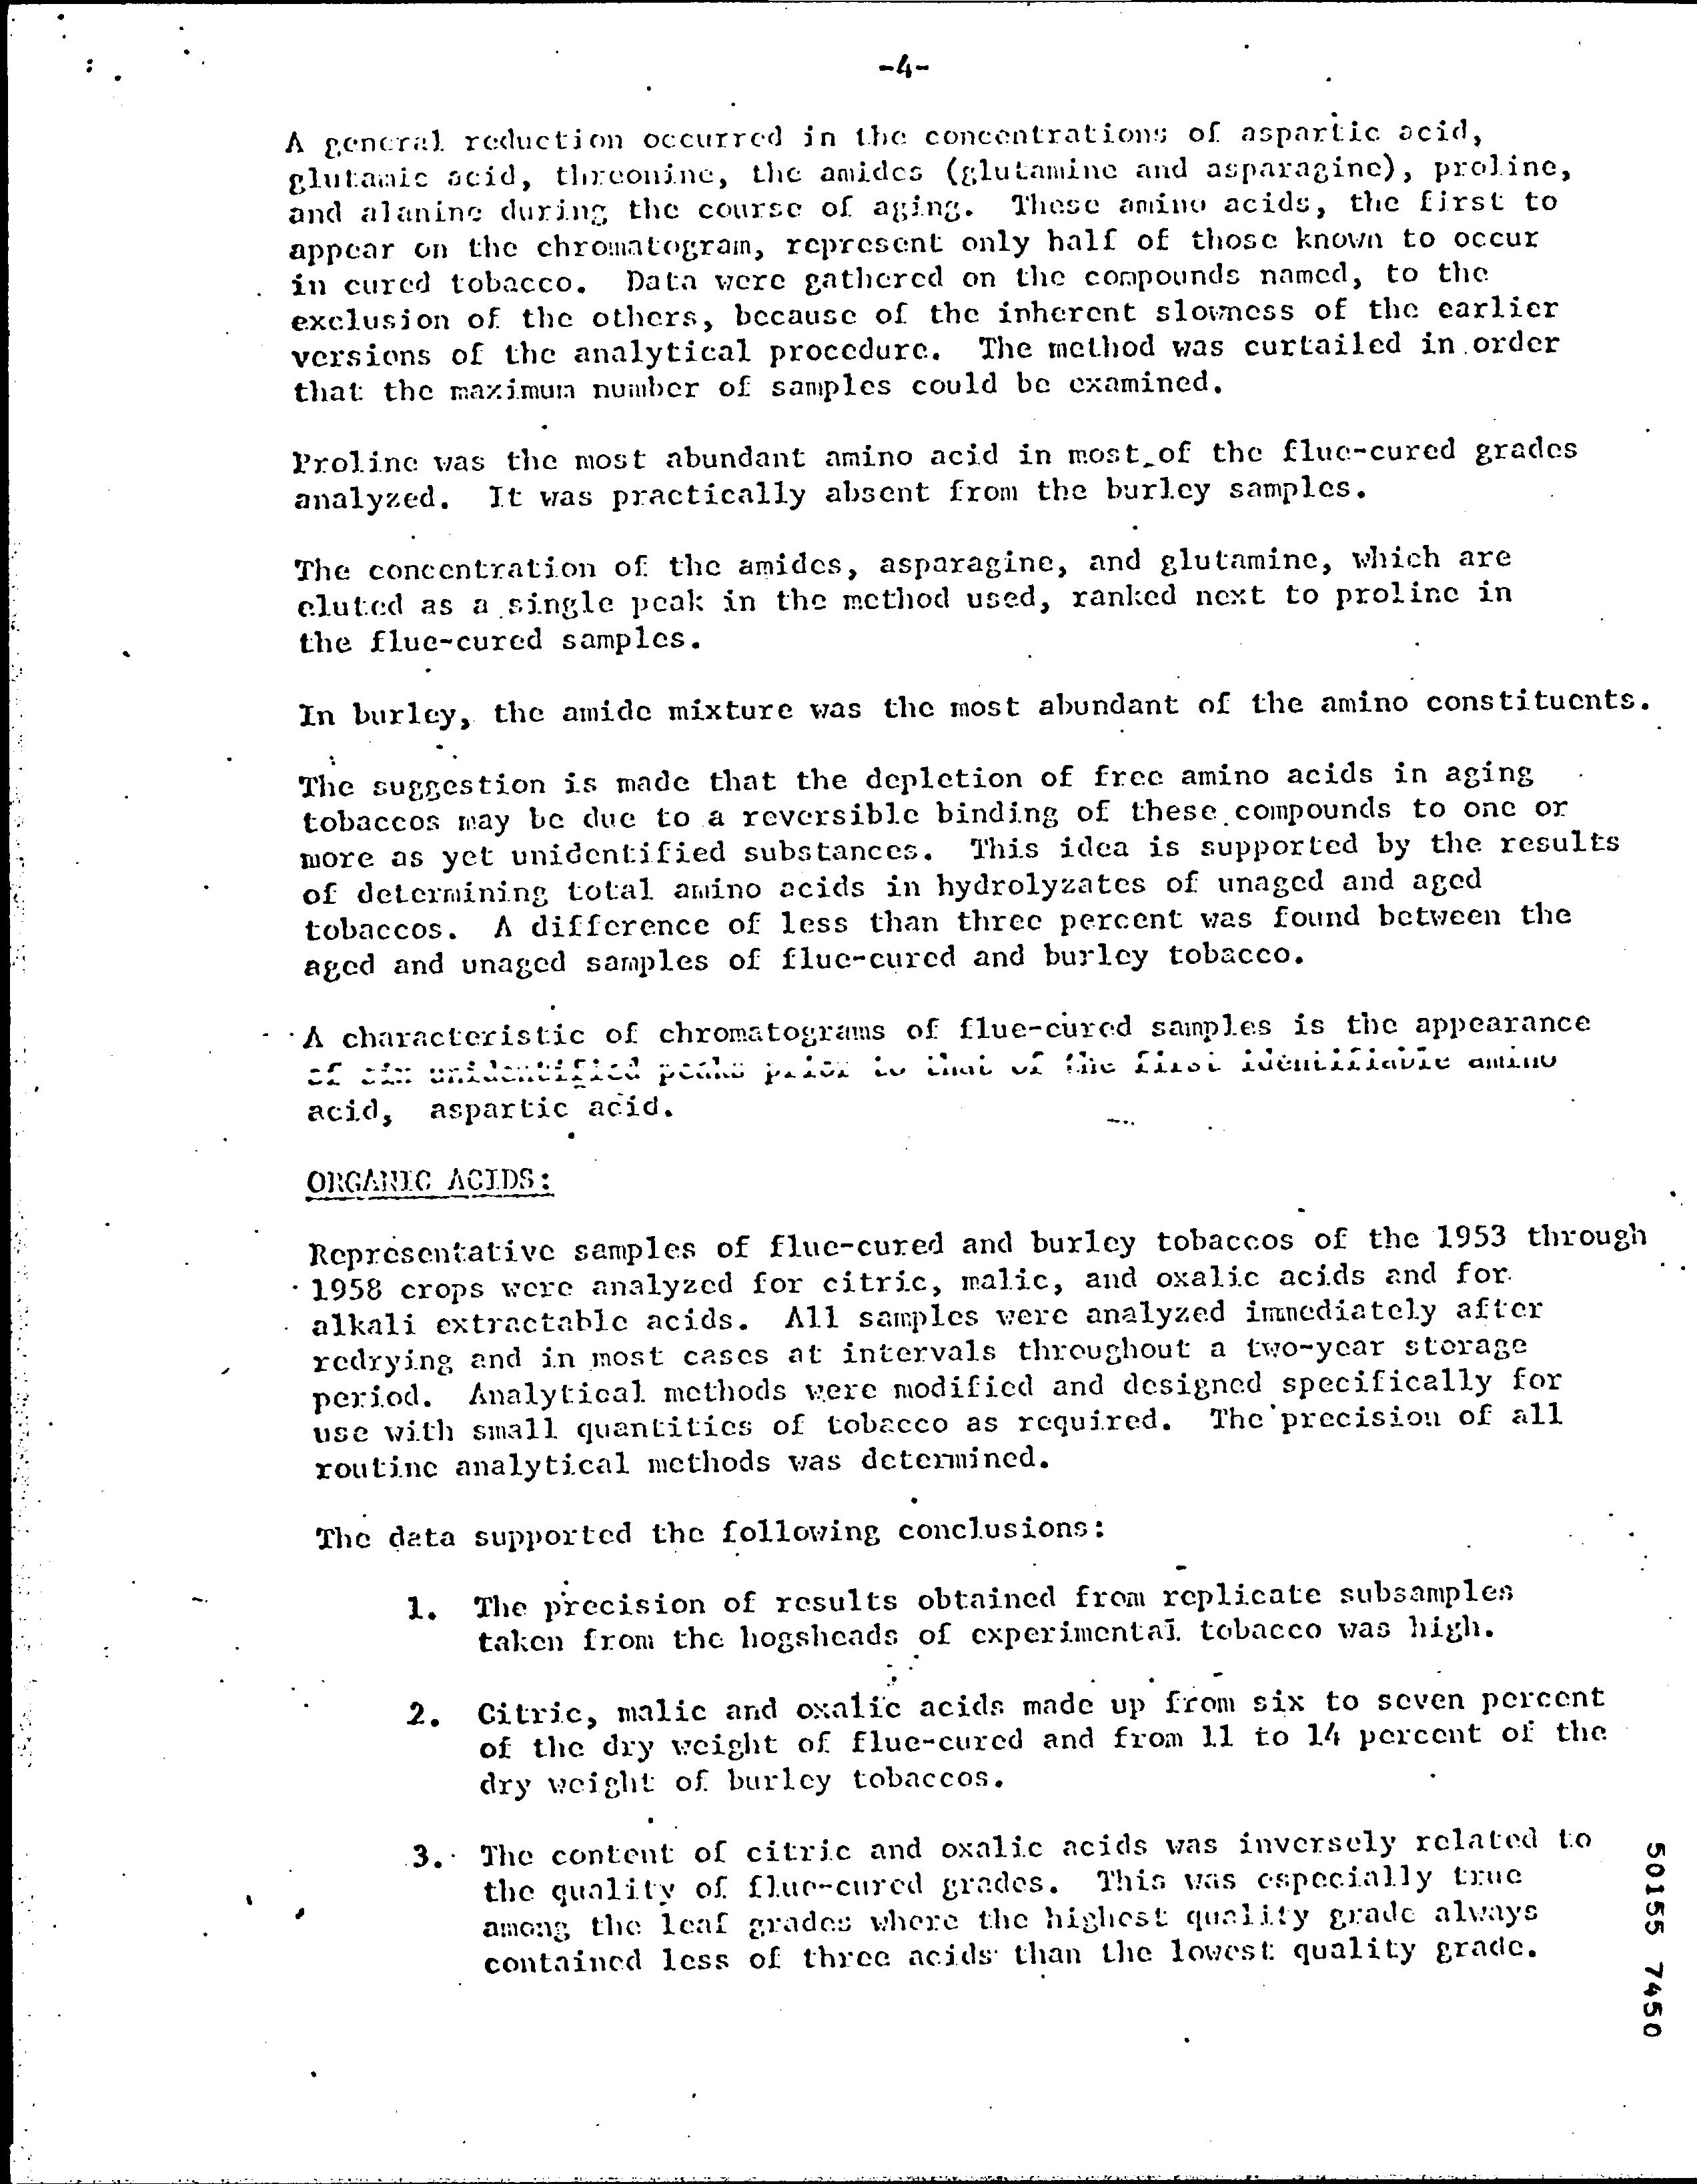 -4-
A general reduction occurred in the concentrations of aspartic acid,
glutamic acid, threonine, the amides (glutamine and asparagine), proline,
and alanine during the course of aging. These amino acids, the first to
appear on the chromatogram, represent only half of those known to occur
in cured tobacco. Data were gathered on the compounds named, to the
exclusion of the others, because of the inherent slowness of the earlier
versions of the analytical procedure. The method was curtailed in order
that the maximum number of samples could be examined.
Proline was the most abundant amino acid in most of the flue-cured grades
analyzed. It was practically absent from the burley samples.
The concentration of the amides, asparagine, and glutamine, which are
eluted as a single peak in the method used, ranked next to proline in
the flue-cured samples.
In burley, the amide mixture was the most abundant of the amino constituents.
The suggestion is made that the depletion of free amino acids in aging
tobaccos may be due to a reversible binding of these compounds to one or
more as yet unidentified substances. This idea is supported by the results
of determining total amino acids in hydrolyzates of unaged and aged
tobaccos. A difference of less than three percent was found between the
aged and unaged samples of flue-cured and burley tobacco.
A characteristic of chromatograms of flue-cured samples is the appearance
of six unidentified peaks prior to that of the first identifiable amino
acid, aspartic acid.
ORGANIC ACIDS:
Representative samples of flue-cured and burley tobaccos of the 1953 through
1958 crops were analyzed for citric, malic, and oxalic acids and for
alkali extractable acids. All samples were analyzed immediately after
redrying and in most cases at intervals throughout a two-year storage
period. Analytical methods were modified and designed specifically for
use with small quantities of tobacco as required. The precision of all
routine analytical methods was determined.
The data supported the following conclusions:
1. The precision of results obtained from replicate subsamples
taken from the hogsheads of experimental tobacco was high.
2. Citric, malic and oxalic acids made up from six to seven percent
of the dry weight of flue-cured and from 11 to 14 percent of the
dry weight of burley tobaccos.
3. The content of citric and oxalic acids was inversely related to
the quality of flue-cured grades. This was especially true
among the leaf grades where the highest quality grade always
contained less of three acids than the lowest quality grade.
50155 7450